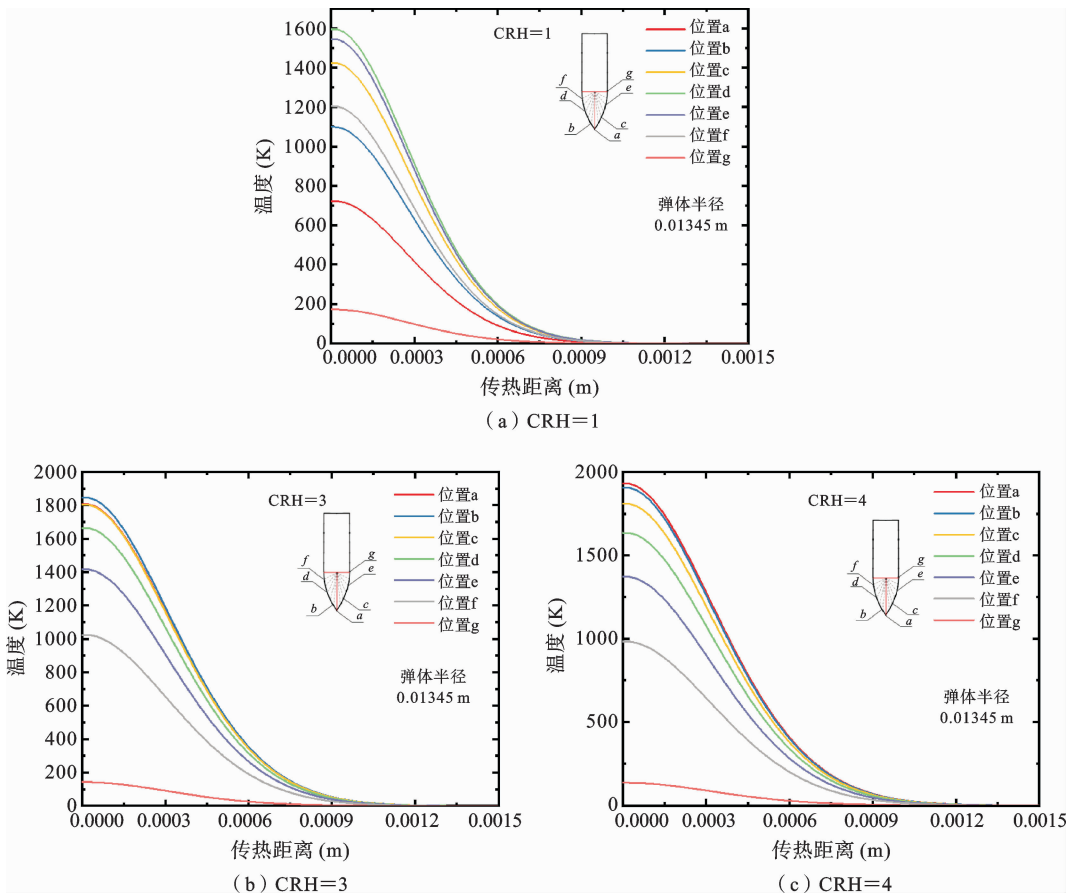 1600
1400
1200
1000
800
600
400
200
0
温度 (K)
CRH=1
f
d
b
g
e
c
a
位置a
位置b
位置c
位置d
位置e
位置f
位置g
弹体半径
0.01345 m
0.0000 0.0003 0.0006 0.0009 0.0012 0.0015
传热距离 (m)
(a) CRH=1
2000
1800
1600
1400
1200
1000
800
600
400
200
0
温度 (K)
CRH=3
f
d
b
g
e
c
a
位置a
位置b
位置c
位置d
位置e
位置f
位置g
弹体半径
0.01345 m
0.0000 0.0003 0.0006 0.0009 0.0012 0.0015
传热距离 (m)
(b) CRH=3
2000
1500
1000
500
0
温度 (K)
CRH=4
f
d
b
g
e
c
a
位置a
位置b
位置c
位置d
位置e
位置f
位置g
弹体半径
0.01345 m
0.0000 0.0003 0.0006 0.0009 0.0012 0.0015
传热距离 (m)
(c) CRH=4